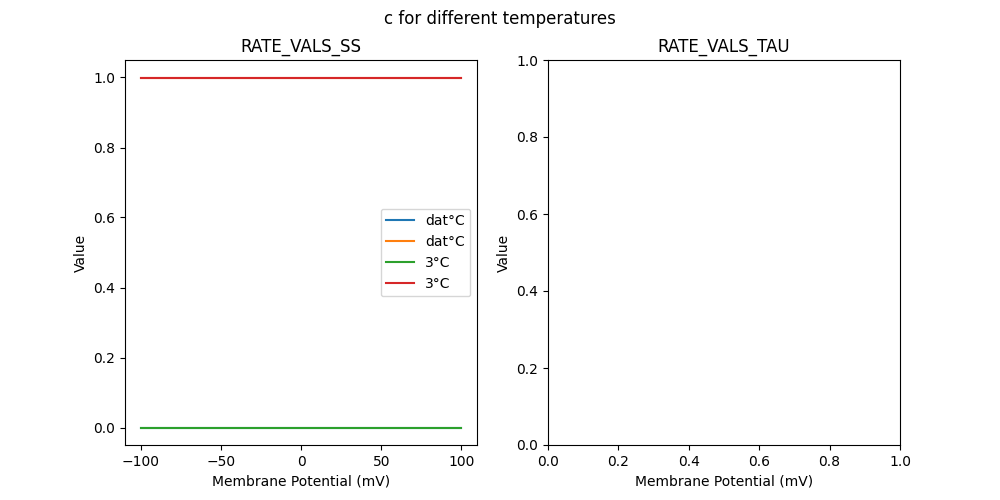 c for different temperatures
RATE_VALS_SS
1.0
0.8
0.6
0.4
0.2
0.0
Value
−100
−50
0
50
100
Membrane Potential (mV)
dat°C
dat°C
3°C
3°C
RATE_VALS_TAU
1.0
0.8
0.6
0.4
0.2
0.0
Value
0.0
0.2
0.4
0.6
0.8
1.0
Membrane Potential (mV)